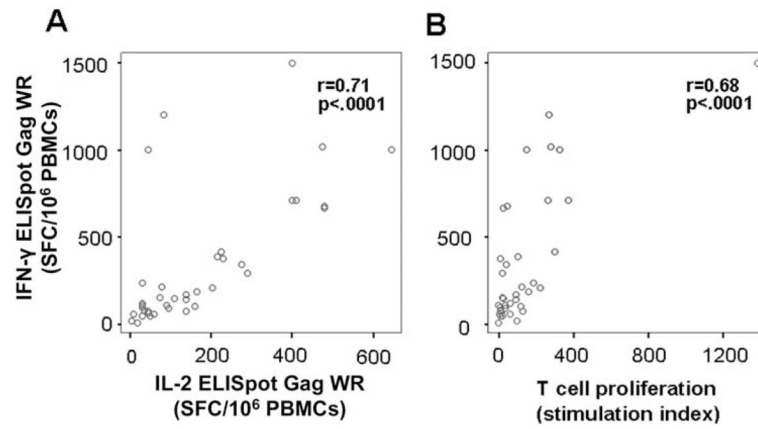 A
IFN-γ ELISpot Gag WR
(SFC/10⁶ PBMCs)
1500
1000
500
0
r=0.71
p<.0001
0 200 400 600
IL-2 ELISpot Gag WR
(SFC/10⁶ PBMCs)
B
1500
1000
500
0
r=0.68
p<.0001
0 400 800 1200
T cell proliferation
(stimulation index)